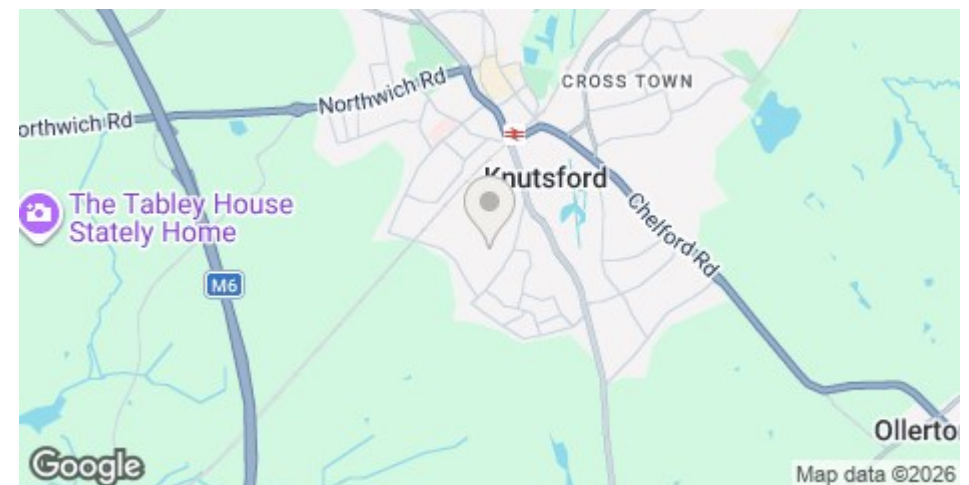 Northwich Rd
CROSS TOWN
orthwich Rd
Knutsford
The Tabley House
Stately Home
Chelford Rd
M6
Ollerto
Google
Map data ©2026